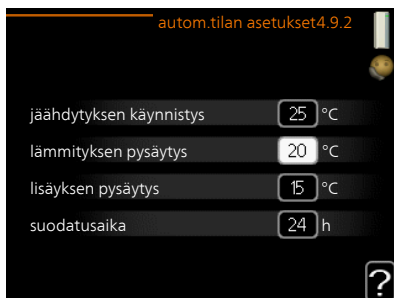 autom.tilan asetukset4.9.2
jäähdytyksen käynnistys 25 °C
lämmityksen pysäytys 20 °C
lisäyksen pysäytys 15 °C
suodatusaika 24 h
?